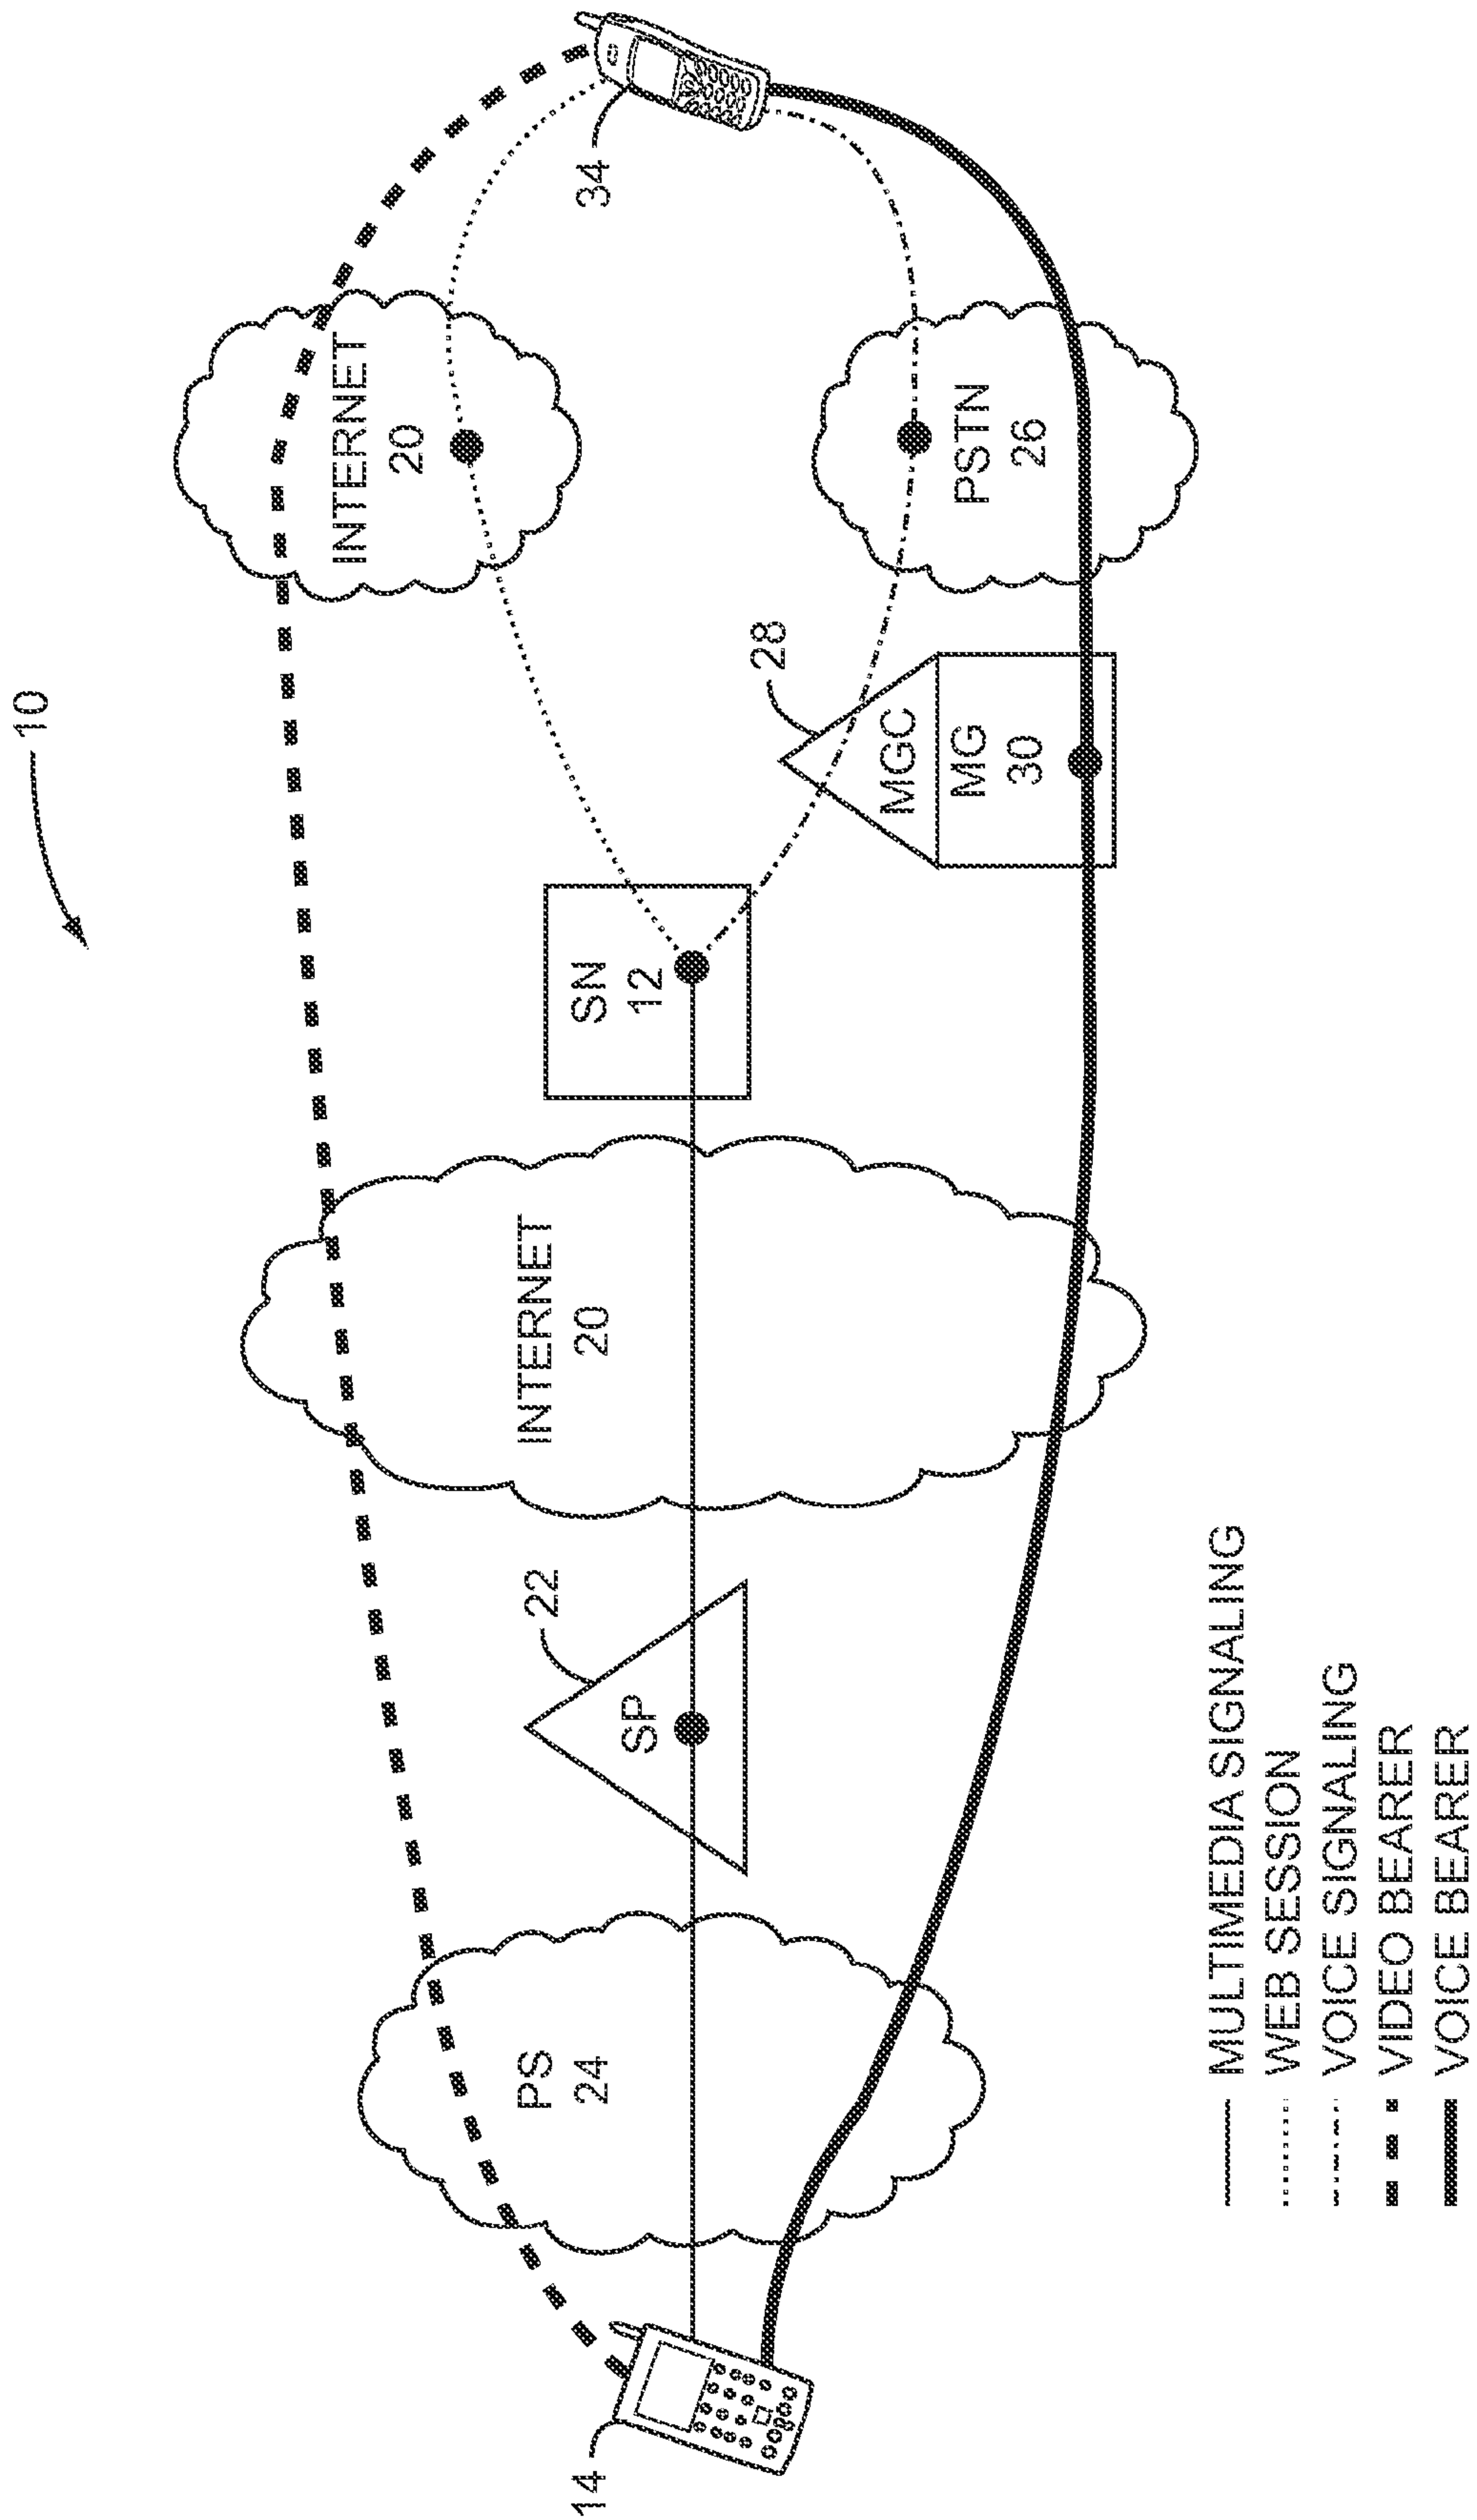 10
INTERNET
20
34
PSTN
26
28
MGC
MG
30
SN
12
INTERNET
20
22
SP
PS
24
14
MULTIMEDIA SIGNALING
WEB SESSION
VOICE SIGNALING
VIDEO BEARER
VOICE BEARER